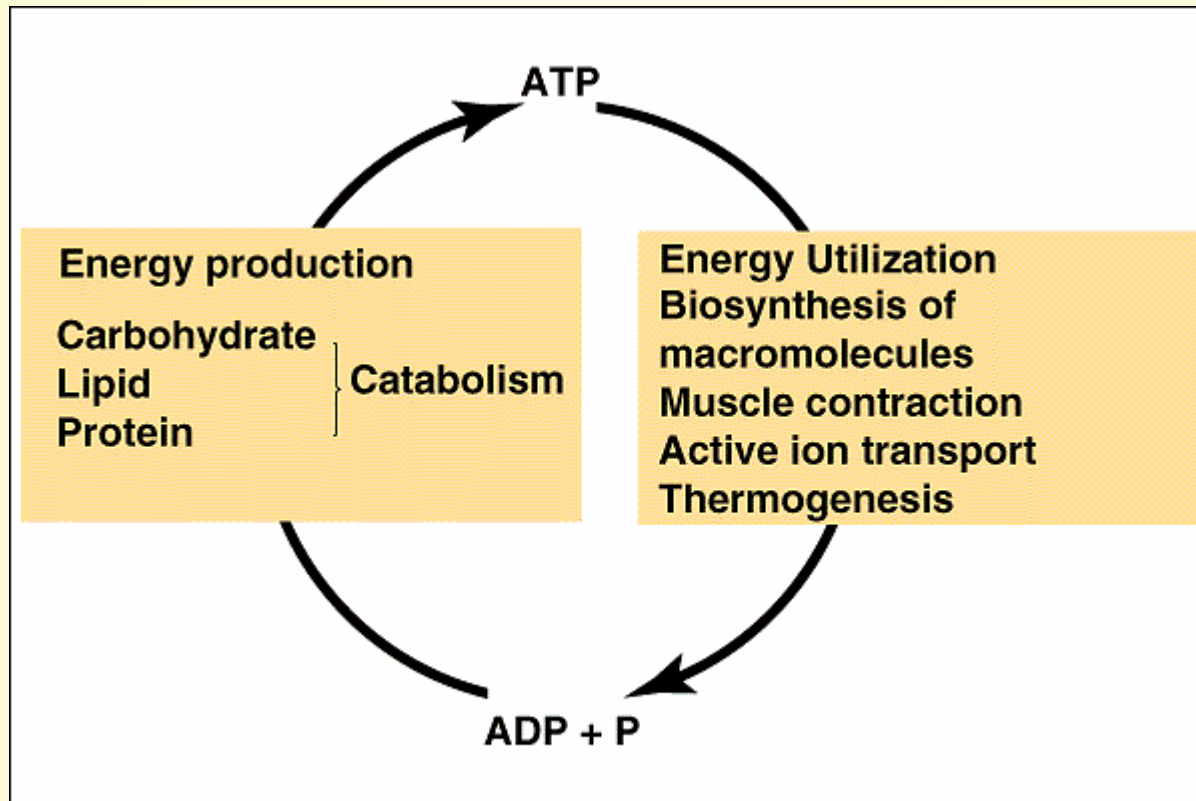 ATP
Energy production
Carbohydrate
Lipid
Protein
Catabolism
Energy Utilization
Biosynthesis of
macromolecules
Muscle contraction
Active ion transport
Thermogenesis
ADP + P